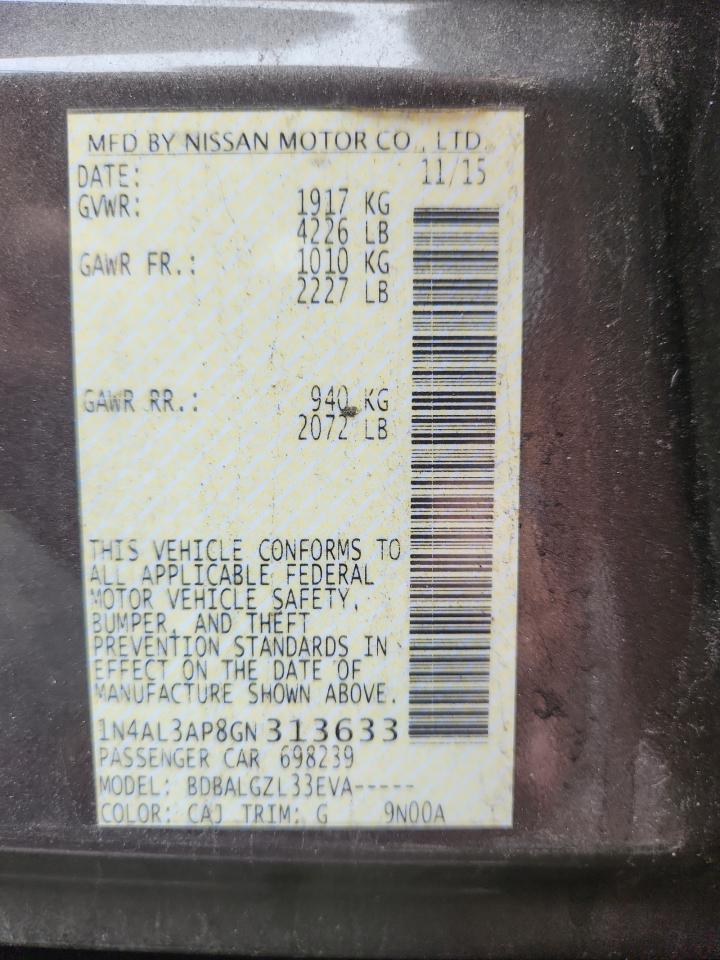 MFD BY NISSAN MOTOR CO., LTD.
DATE: 11/15
GVWR: 1917 KG
4226 LB
GAWR FR.: 1010 KG
2227 LB
GAWR RR.: 940 KG
2072 LB
THIS VEHICLE CONFORMS TO
ALL APPLICABLE FEDERAL
MOTOR VEHICLE SAFETY,
BUMPER, AND THEFT
PREVENTION STANDARDS IN
EFFECT ON THE DATE OF
MANUFACTURE SHOWN ABOVE.
1N4AL3AP8GN313633
PASSENGER CAR 698239
MODEL: BDBALGZL33EVA-----
COLOR: CAJ TRIM: G 9N00A